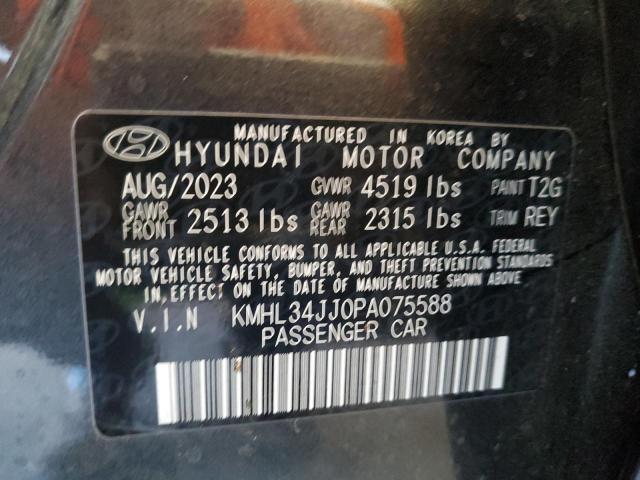 MANUFACTURED IN KOREA BY
HYUNDAI MOTOR COMPANY
AUG/2023 GVWR 4519 lbs PAINT T2G
GAWR FRONT 2513 lbs GAWR REAR 2315 lbs TRIM REY
THIS VEHICLE CONFORMS TO ALL APPLICABLE U.S.A. FEDERAL
MOTOR VEHICLE SAFETY, BUMPER, AND THEFT PREVENTION STANDARDS
IN EFFECT ON THE DATE OF MANUFACTURE SHOWN ABOVE.
V.I.N KMHL34JJ0PA075588
PASSENGER CAR